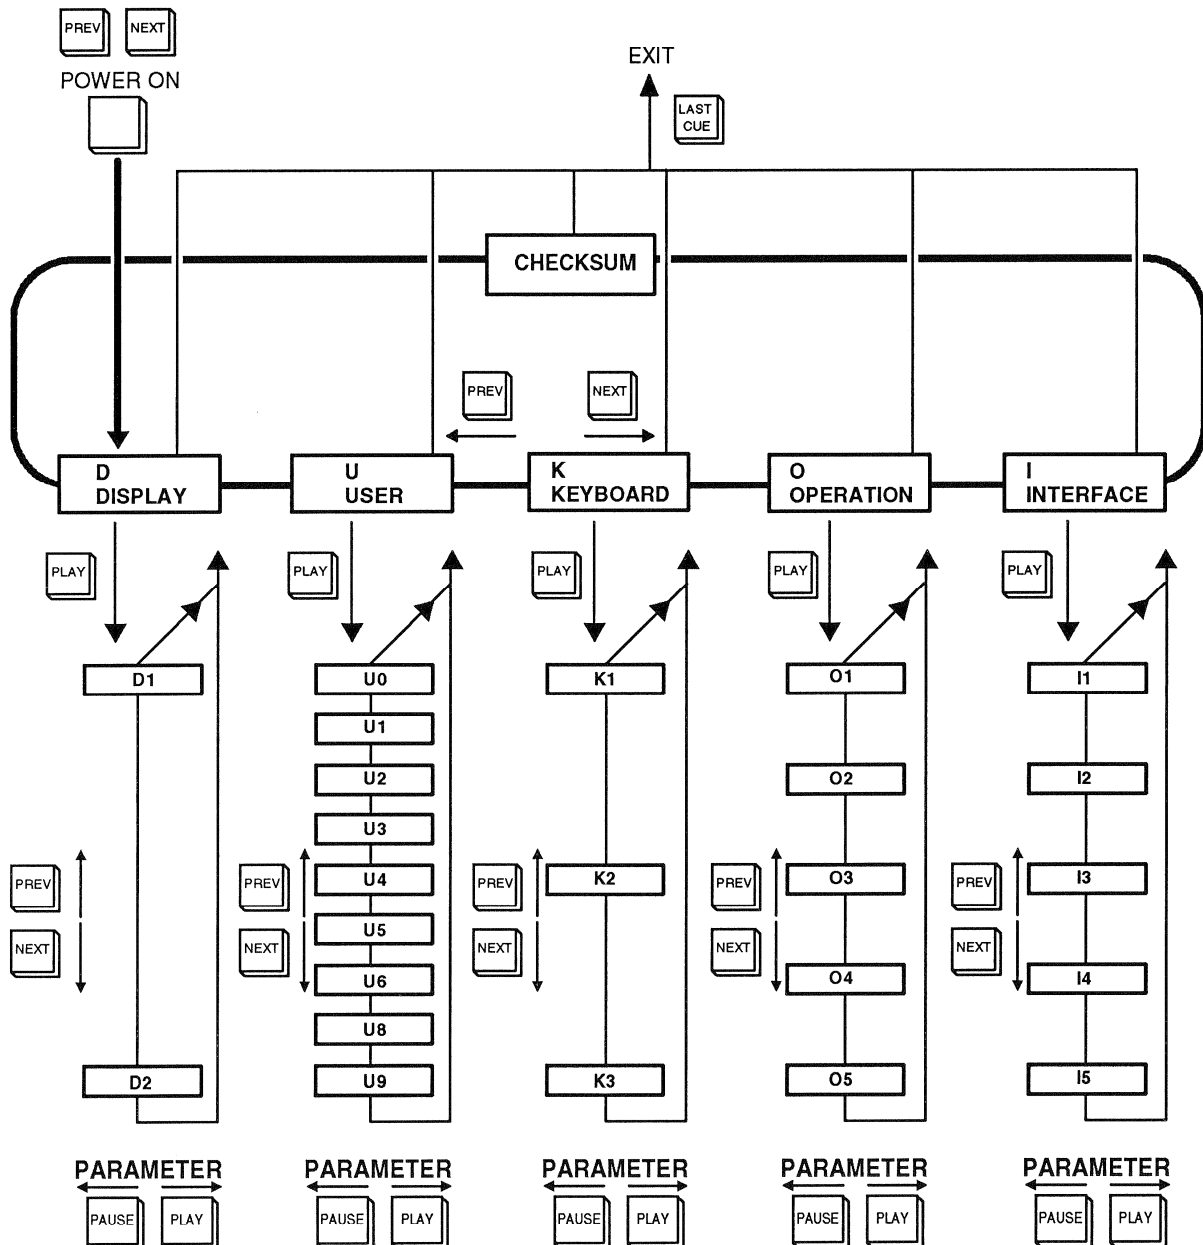 PREV NEXT
POWER ON
EXIT
LAST
CUE
CHECKSUM
PREV NEXT
D
DISPLAY
U
USER
K
KEYBOARD
O
OPERATION
I
INTERFACE
PLAY PLAY PLAY PLAY PLAY
D1 U0 K1 O1 I1
U1
U2 O2 I2
U3
PREV PREV U4 PREV K2 PREV O3 PREV I3
U5
NEXT NEXT NEXT NEXT NEXT
U6 O4 I4
U8
D2 U9 K3 O5 I5
PARAMETER PARAMETER PARAMETER PARAMETER PARAMETER
PAUSE PLAY PAUSE PLAY PAUSE PLAY PAUSE PLAY PAUSE PLAY